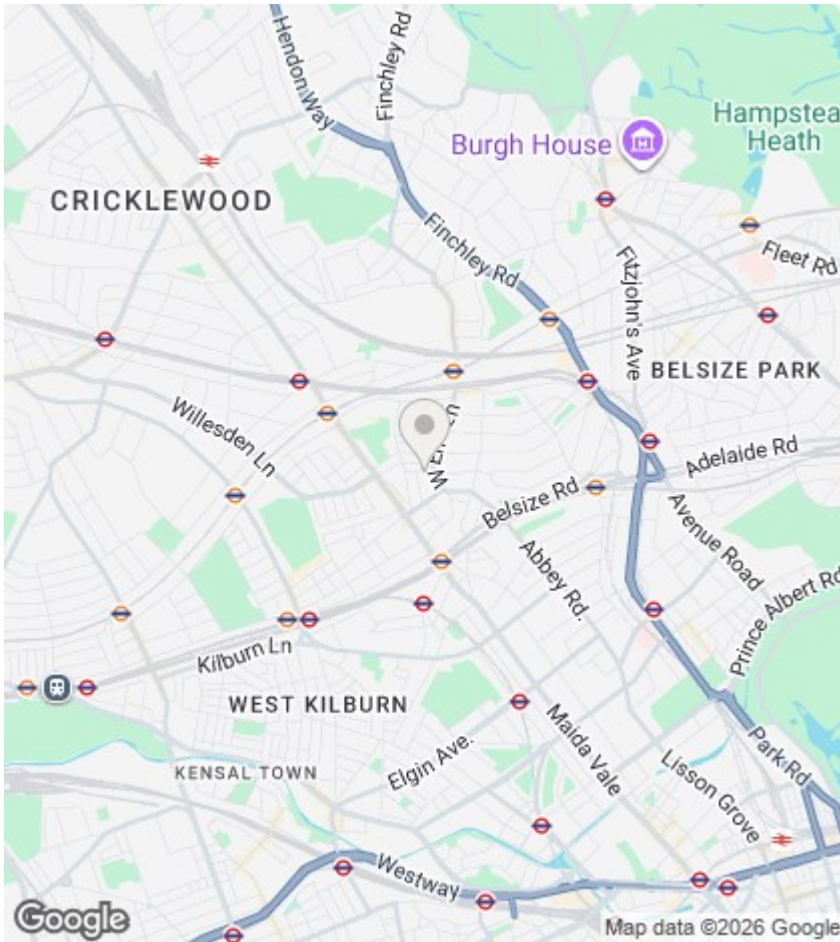 Hendon Way
Finchley Rd
Hampstea
Heath
Burgh House
CRICKLEWOOD
Finchley Rd
Fitzjohn's Ave
Fleet Rd
BELSIZE PARK
Willesden Ln
Adelaide Rd
Belsize Rd
Avenue Road
Abbey Rd.
Prince Albert Rd
Kilburn Ln
WEST KILBURN
Maida Vale
Park Rd
Elgin Ave.
Lisson Grove
KENSAL TOWN
Westway
Google
Map data ©2026 Google